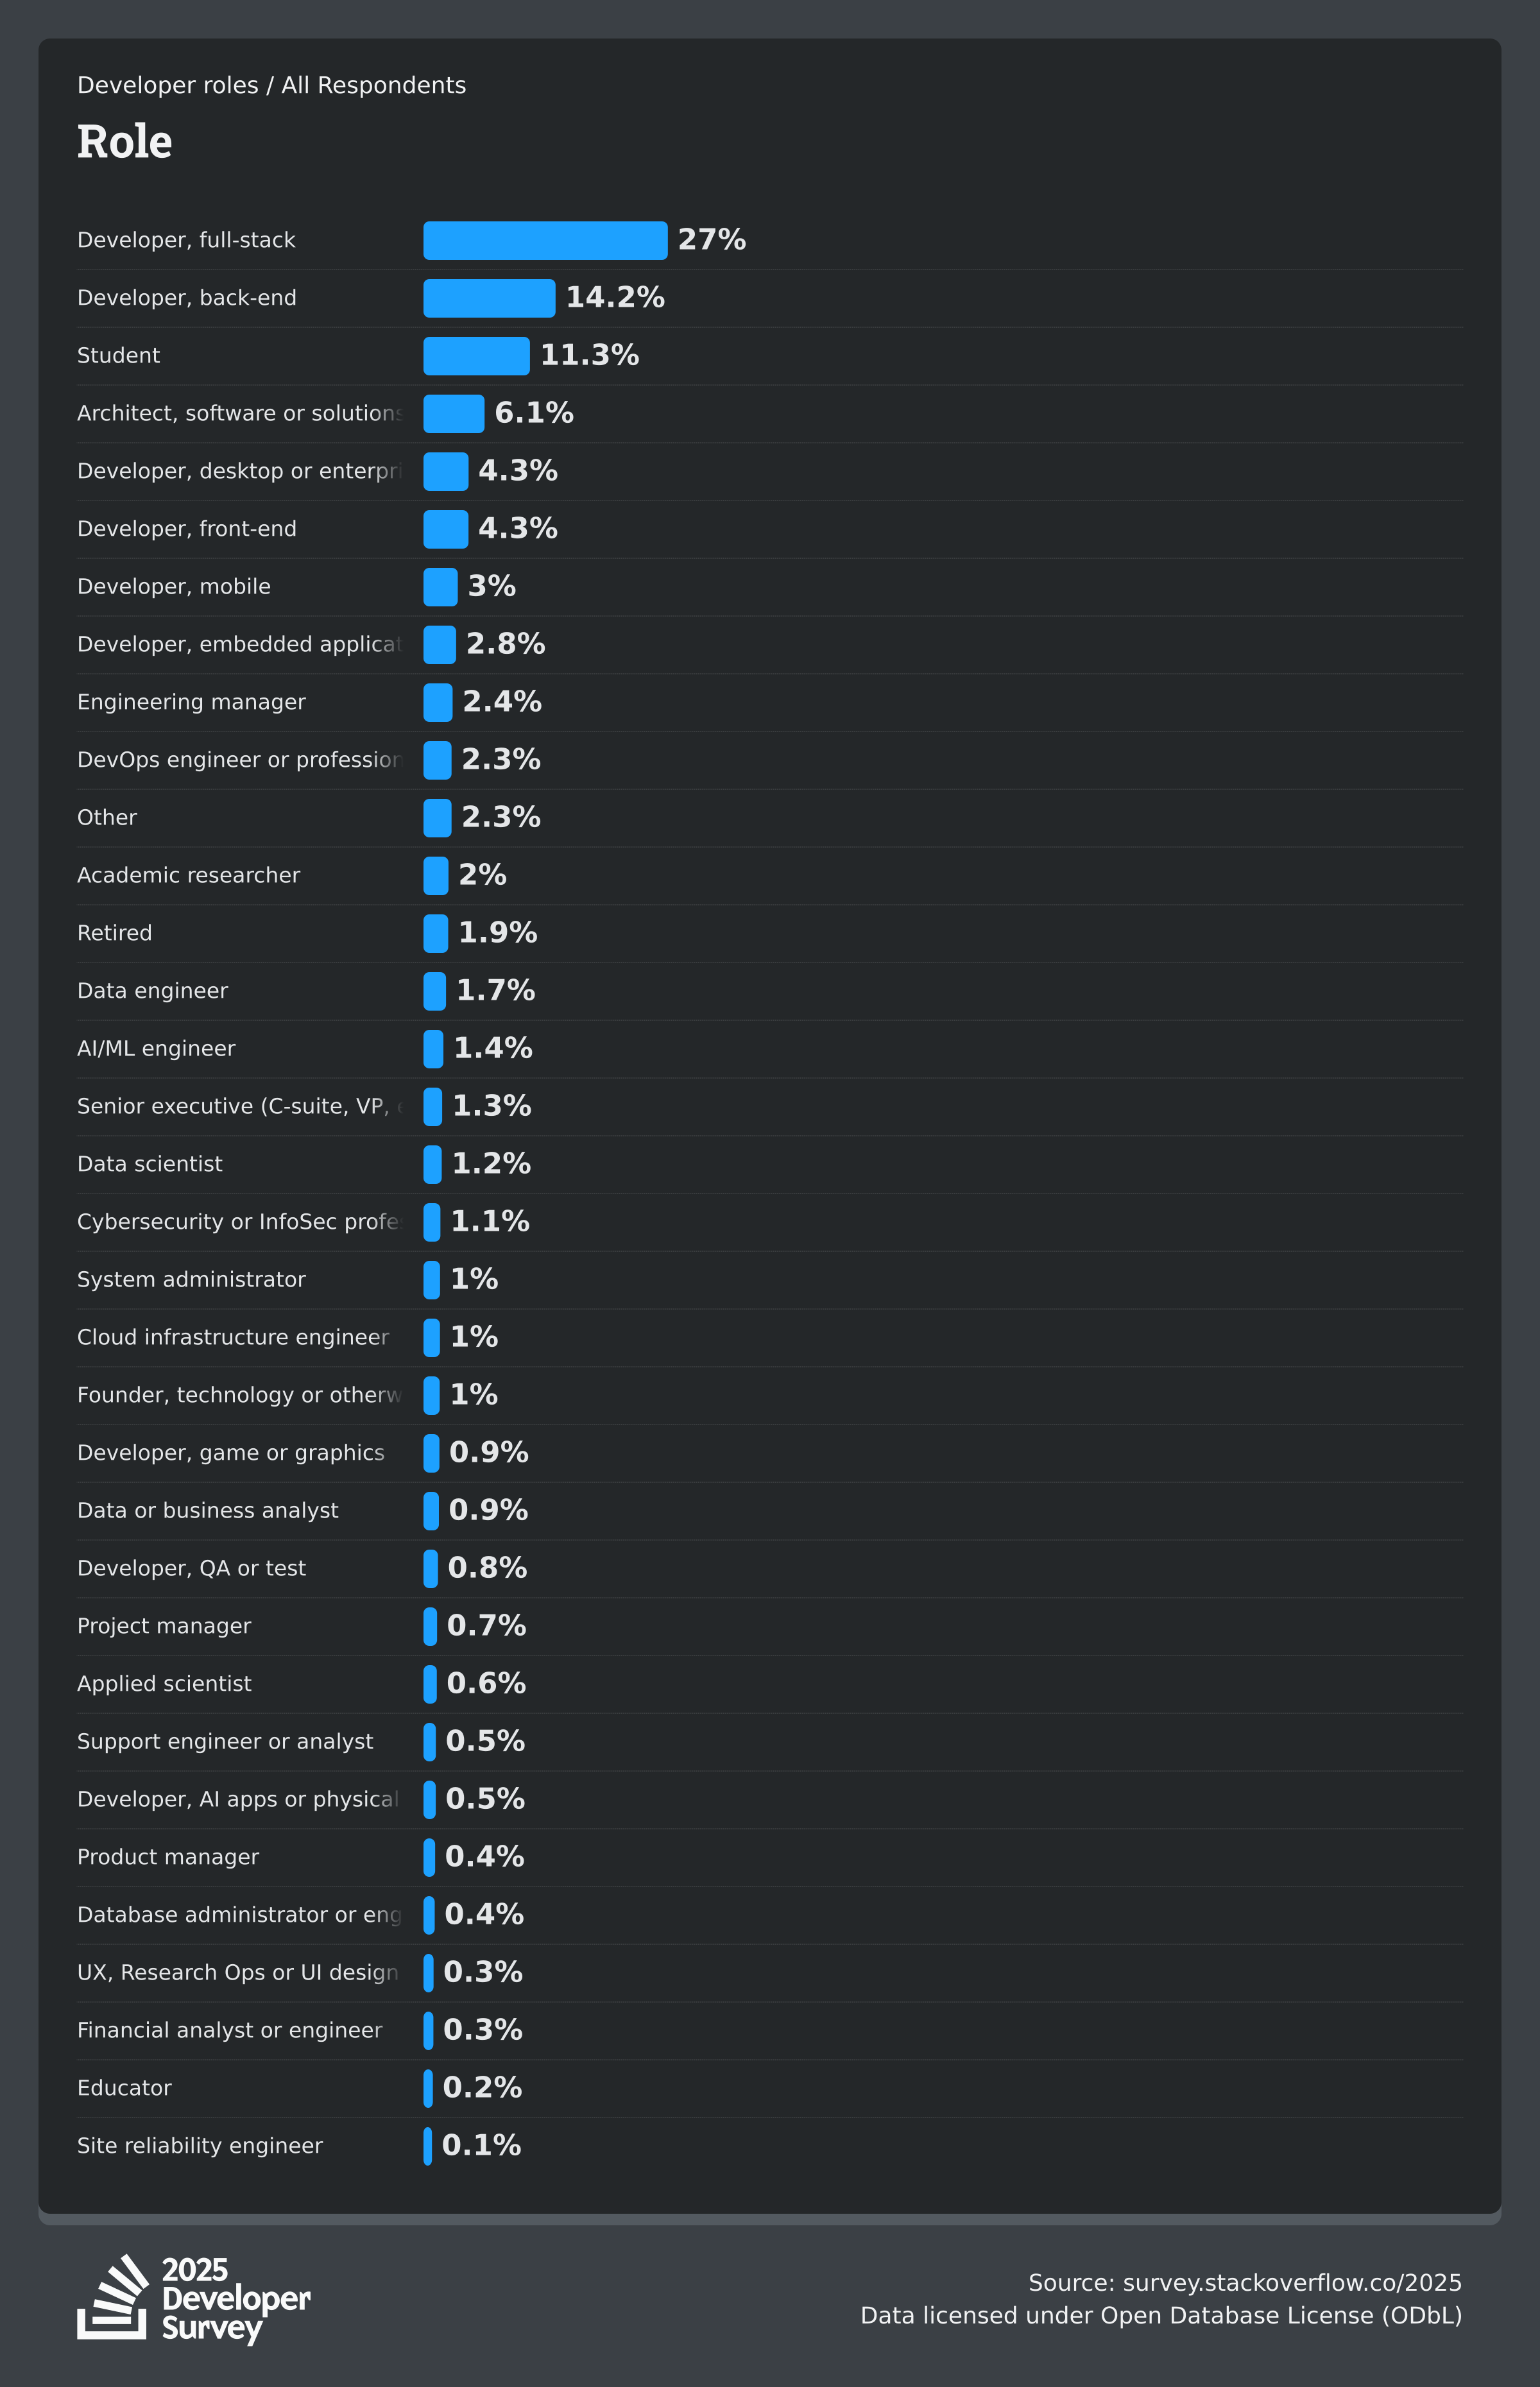 Developer roles / All Respondents
Role
Developer, full-stack 27%
Developer, back-end 14.2%
Student 11.3%
Architect, software or solutions 6.1%
Developer, desktop or enterpri 4.3%
Developer, front-end 4.3%
Developer, mobile 3%
Developer, embedded applicat 2.8%
Engineering manager 2.4%
DevOps engineer or profession 2.3%
Other 2.3%
Academic researcher 2%
Retired 1.9%
Data engineer 1.7%
AI/ML engineer 1.4%
Senior executive (C-suite, VP, e 1.3%
Data scientist 1.2%
Cybersecurity or InfoSec profes 1.1%
System administrator 1%
Cloud infrastructure engineer 1%
Founder, technology or otherw 1%
Developer, game or graphics 0.9%
Data or business analyst 0.9%
Developer, QA or test 0.8%
Project manager 0.7%
Applied scientist 0.6%
Support engineer or analyst 0.5%
Developer, AI apps or physical 0.5%
Product manager 0.4%
Database administrator or eng 0.4%
UX, Research Ops or UI design 0.3%
Financial analyst or engineer 0.3%
Educator 0.2%
Site reliability engineer 0.1%
2025
Developer
Survey
Source: survey.stackoverflow.co/2025
Data licensed under Open Database License (ODbL)